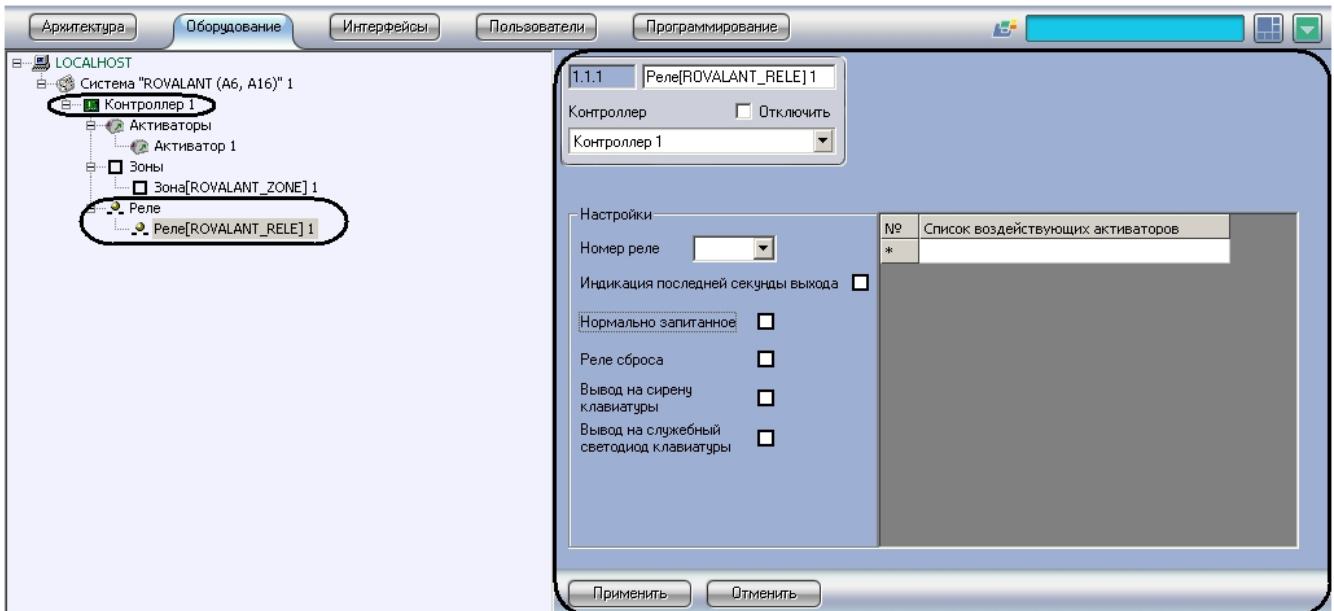 Архитектура Оборудование Интерфейсы Пользователи Программирование
LOCALHOST
Система "ROVALANT (A6, A16)" 1
Контроллер 1
Активаторы
Активатор 1
Зоны
Зона[ROVALANT_ZONE] 1
Реле
Реле[ROVALANT_RELE] 1
1.1.1 Реле[ROVALANT_RELE] 1
Контроллер Отключить
Контроллер 1
Настройки
Номер реле
Индикация последней секунды выхода
Нормально запитанное
Реле сброса
Вывод на сирену
клавиатуры
Вывод на служебный
светодиод клавиатуры
№ Список воздействующих активаторов
*
Применить Отменить